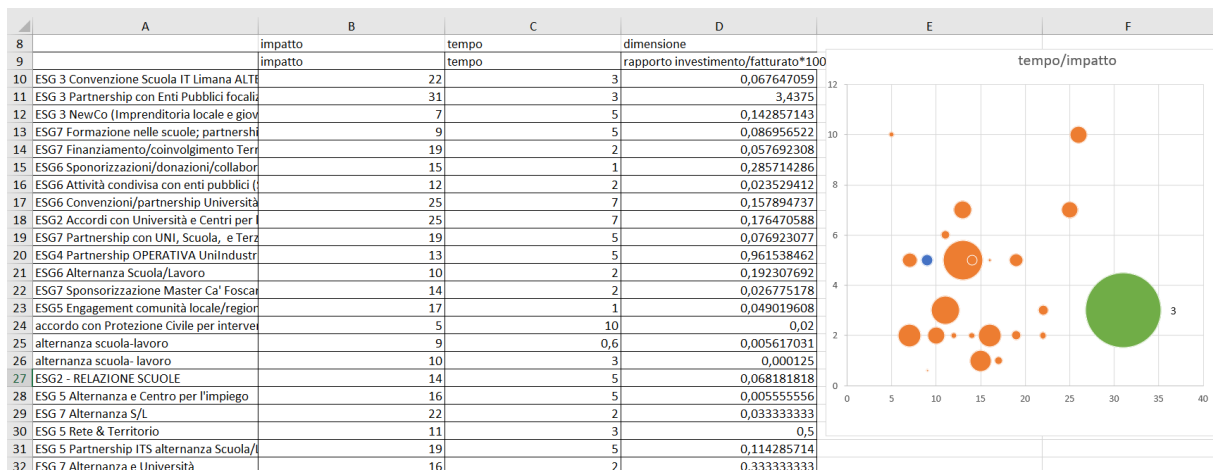 A B C D E F
8 impatto tempo dimensione
9 impatto tempo rapporto investimento/fatturato*100
10 ESG 3 Convenzione Scuola IT Limana ALTE 22 3 0,067647059
11 ESG 3 Partnership con Enti Pubblici focaliz 31 3 3,4375
12 ESG 3 NewCo (Imprenditoria locale e giov 7 5 0,142857143
13 ESG7 Formazione nelle scuole; partnershi 9 5 0,086956522
14 ESG7 Finanziamento/coinvolgimento Terr 19 2 0,057692308
15 ESG6 Sponorizzazioni/donazioni/collabor 15 1 0,285714286
16 ESG6 Attività condivisa con enti pubblici (S 12 2 0,023529412
17 ESG6 Convenzioni/partnership Università 25 7 0,157894737
18 ESG2 Accordi con Università e Centri per l 25 7 0,176470588
19 ESG7 Partnership con UNI, Scuola, e Terz 19 5 0,076923077
20 ESG4 Partnership OPERATIVA UniIndustr 13 5 0,961538462
21 ESG6 Alternanza Scuola/Lavoro 10 2 0,192307692
22 ESG7 Sponsorizzazione Master Ca' Foscar 14 2 0,026775178
23 ESG5 Engagement comunità locale/region 17 1 0,049019608
24 accordo con Protezione Civile per interver 5 10 0,02
25 alternanza scuola-lavoro 9 0,6 0,005617031
26 alternanza scuola- lavoro 10 3 0,000125
27 ESG2 - RELAZIONE SCUOLE 14 5 0,068181818
28 ESG 5 Alternanza e Centro per l'impiego 16 5 0,005555556
29 ESG 7 Alternanza S/L 22 2 0,033333333
30 ESG 5 Rete & Territorio 11 3 0,5
31 ESG 5 Partnership ITS alternanza Scuola/l 19 5 0,114285714
32 ESG 7 Alternanza e Università 16 2 0,333333333
tempo/impatto
12
10
8
6
4
3
2
0
0 5 10 15 20 25 30 35 40